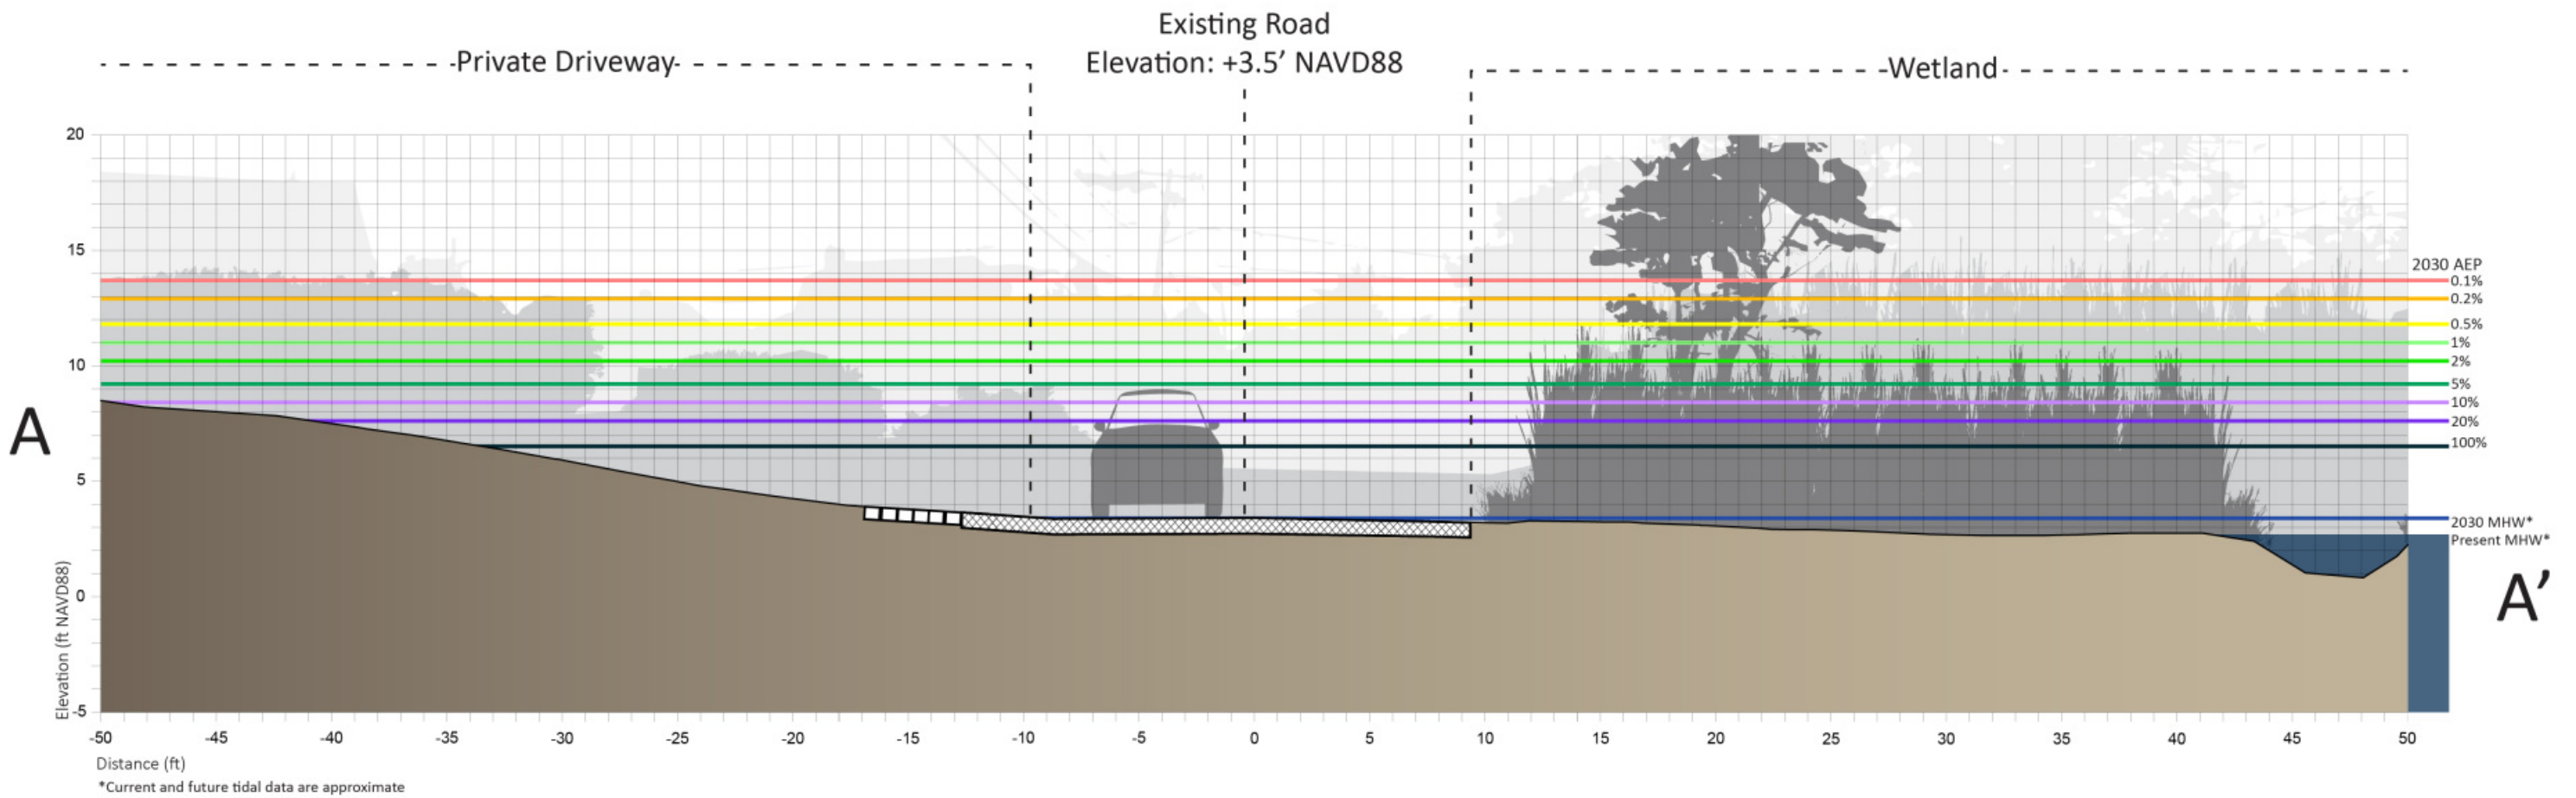 Existing Road
Elevation: +3.5’ NAVD88
Private Driveway
Wetland
20
15
10
5
0
-5
Elevation (ft NAVD88)
A
2030 AEP
0.1%
0.2%
0.5%
1%
2%
5%
10%
20%
100%
2030 MHW*
Present MHW*
A’
-50 -45 -40 -35 -30 -25 -20 -15 -10 -5 0 5 10 15 20 25 30 35 40 45 50
Distance (ft)
*Current and future tidal data are approximate